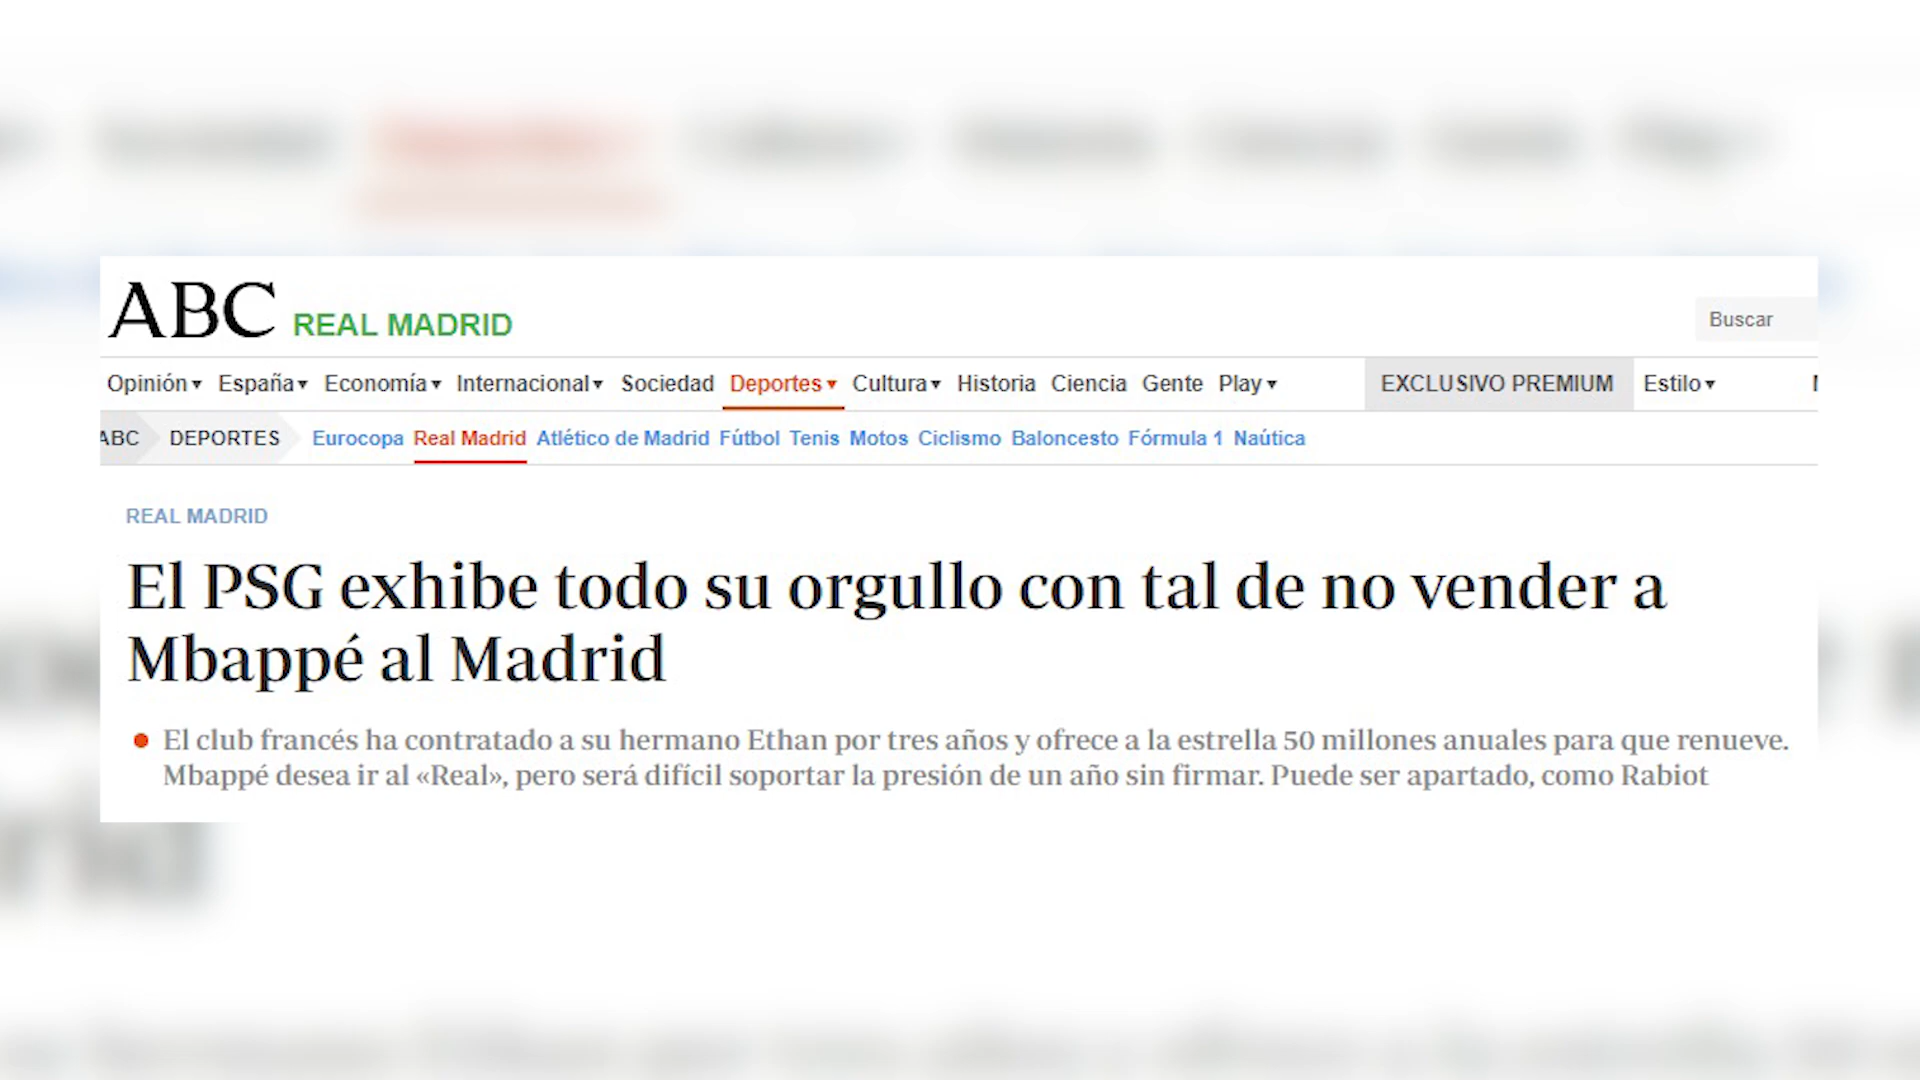 ABC REAL MADRID
Buscar
Opinión España Economía Internacional Sociedad Deportes Cultura Historia Ciencia Gente Play EXCLUSIVO PREMIUM Estilo
ABC DEPORTES Eurocopa Real Madrid Atlético de Madrid Fútbol Tenis Motos Ciclismo Baloncesto Fórmula 1 Naútica
REAL MADRID
El PSG exhibe todo su orgullo con tal de no vender a
Mbappé al Madrid
El club francés ha contratado a su hermano Ethan por tres años y ofrece a la estrella 50 millones anuales para que renueve.
Mbappé desea ir al «Real», pero será difícil soportar la presión de un año sin firmar. Puede ser apartado, como Rabiot